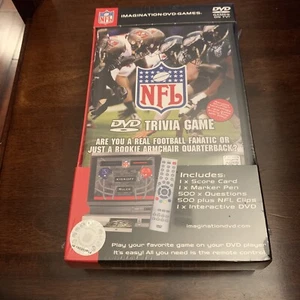 NFL
IMAGINATION DVD GAMES
DVD
NFL
DVD TRIVIA GAME
ARE YOU A REAL FOOTBALL FANATIC OR
JUST A ROOKIE ARMCHAIR QUARTERBACK?
Includes:
1 x Score Card
1 x Marker Pen
500 x Questions
500 plus NFL Clips
1 x Interactive DVD
imaginationdvd.com
Play your favorite game on your DVD player
It's easy! All you need is the remote control